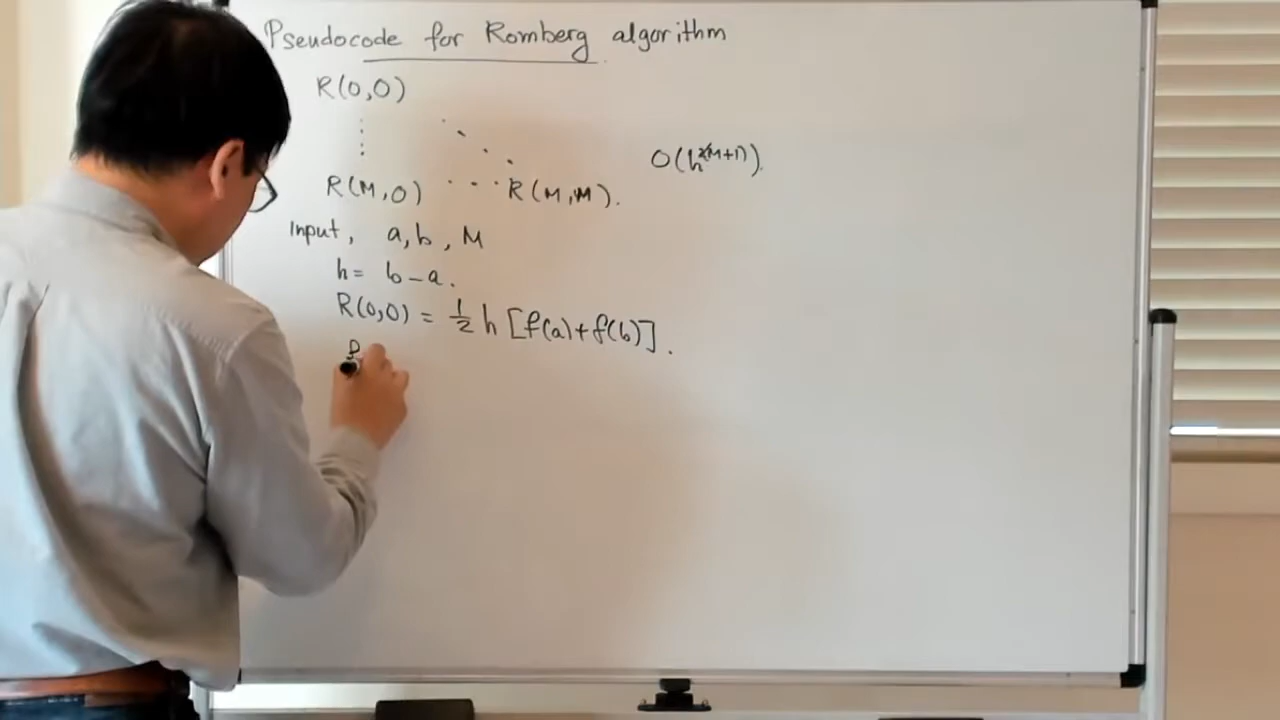 Pseudocode for Romberg algorithm
R(0,0)
⋮ ⋱
O(h^2(M+1)).
R(M,0) ... R(M,M).
Input, a,b, M
h= b-a.
R(0,0) = 1/2 h [f(a)+f(b)].